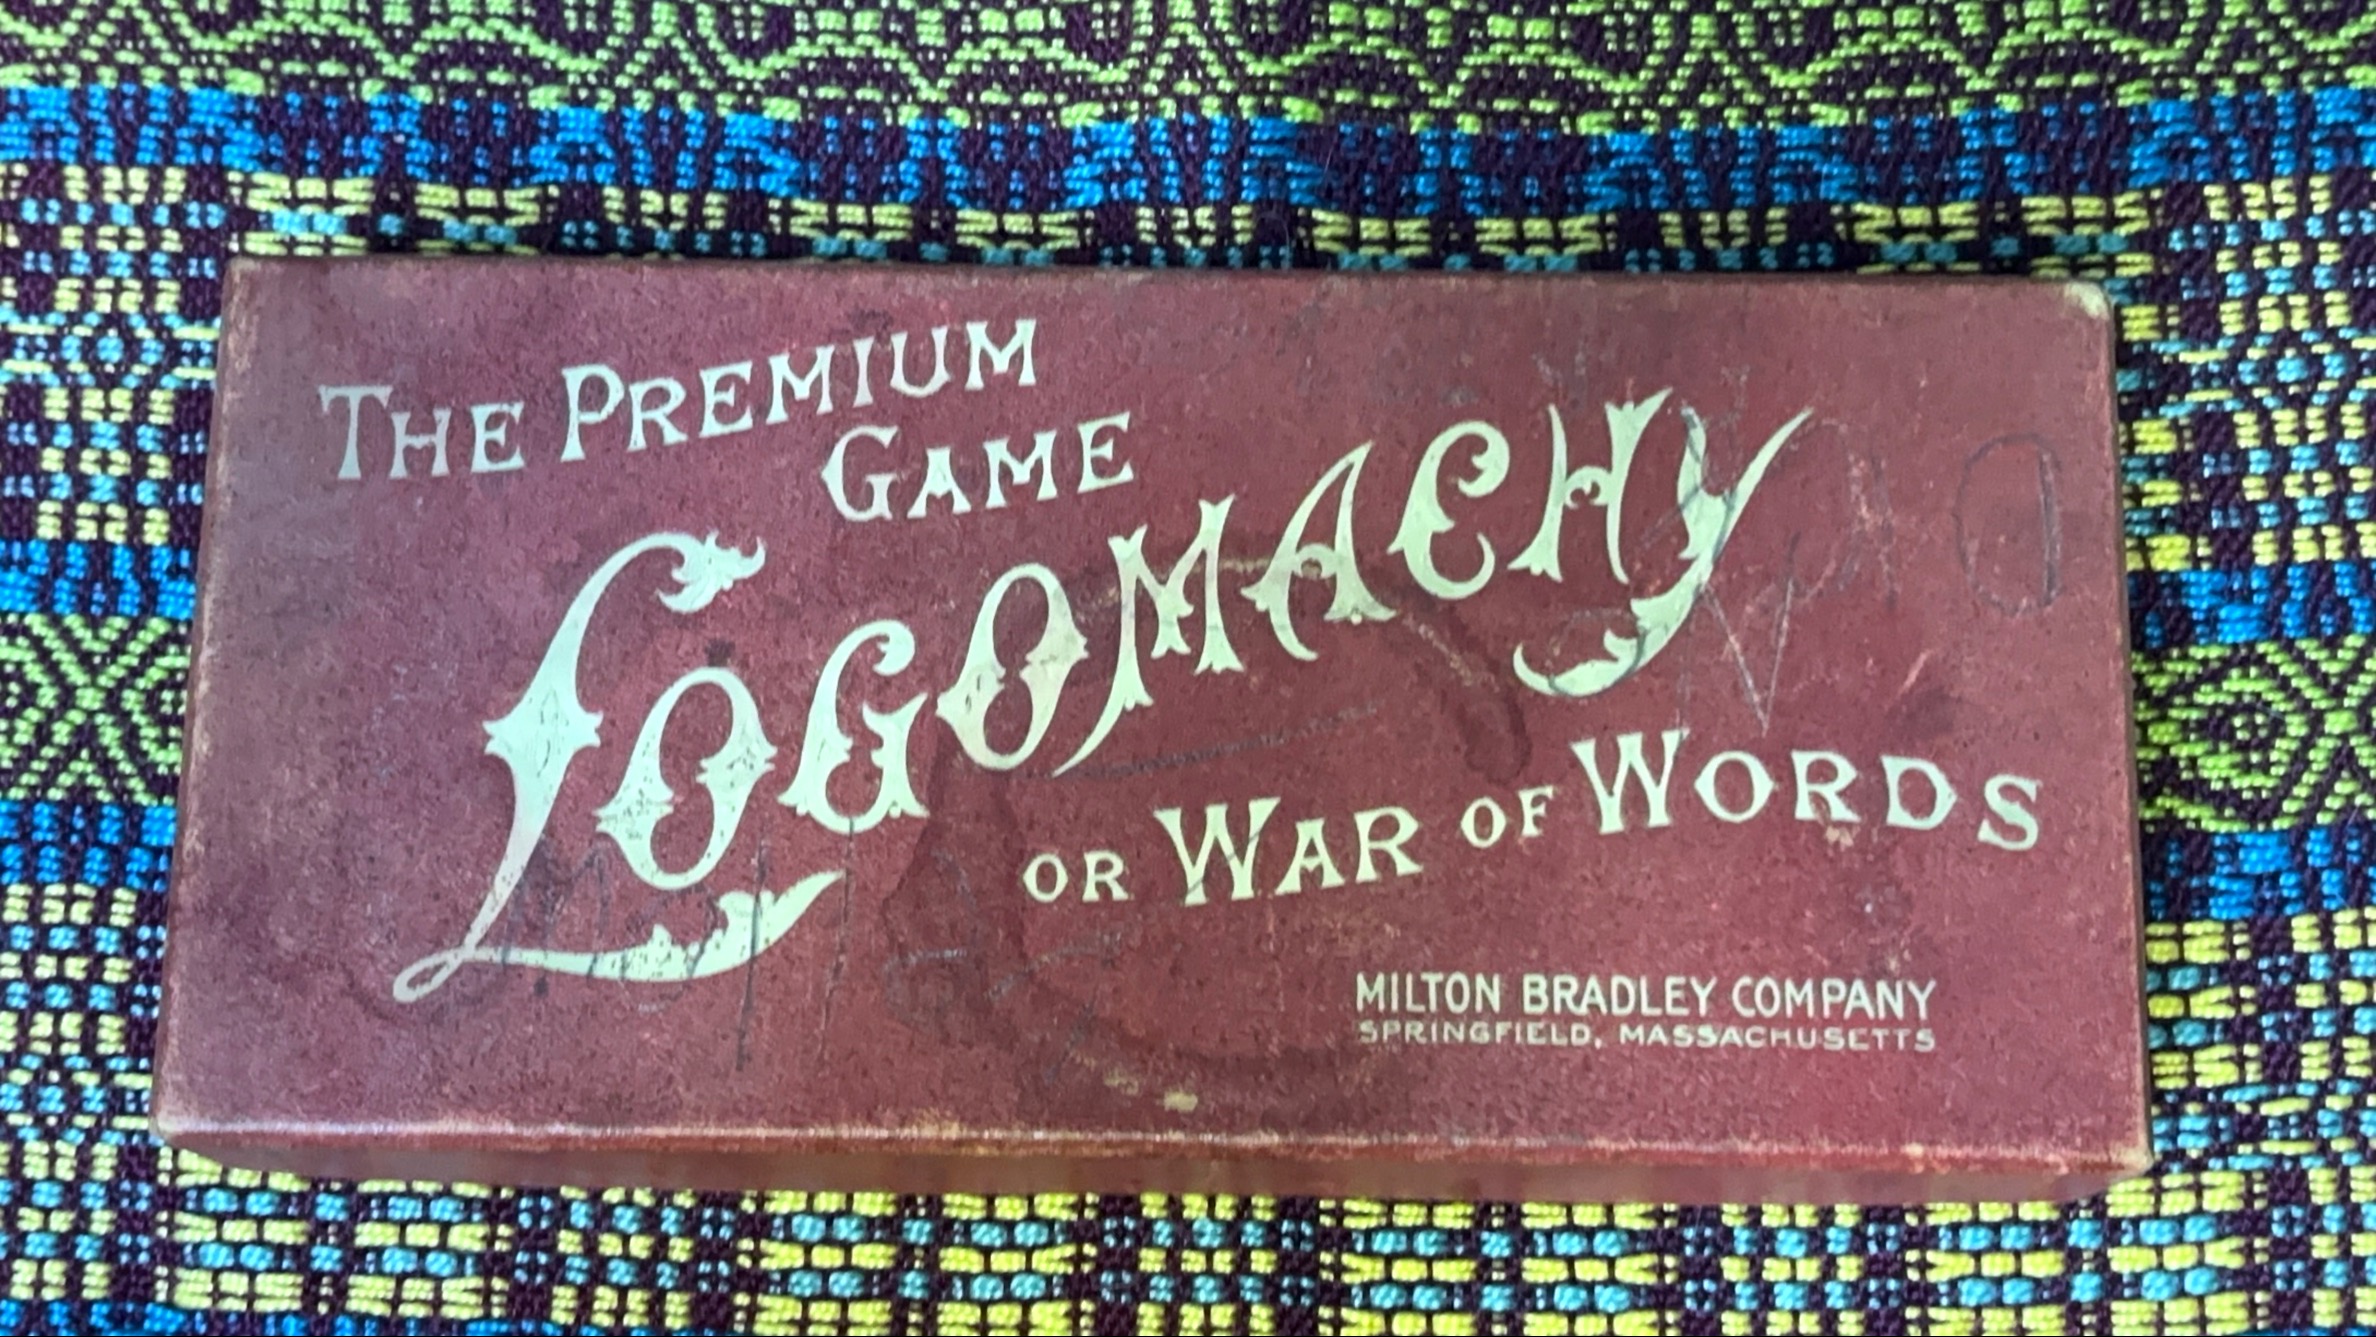 THE PREMIUM
GAME
LOGOMACHY
OR WAR OF WORDS
MILTON BRADLEY COMPANY
SPRINGFIELD, MASSACHUSETTS